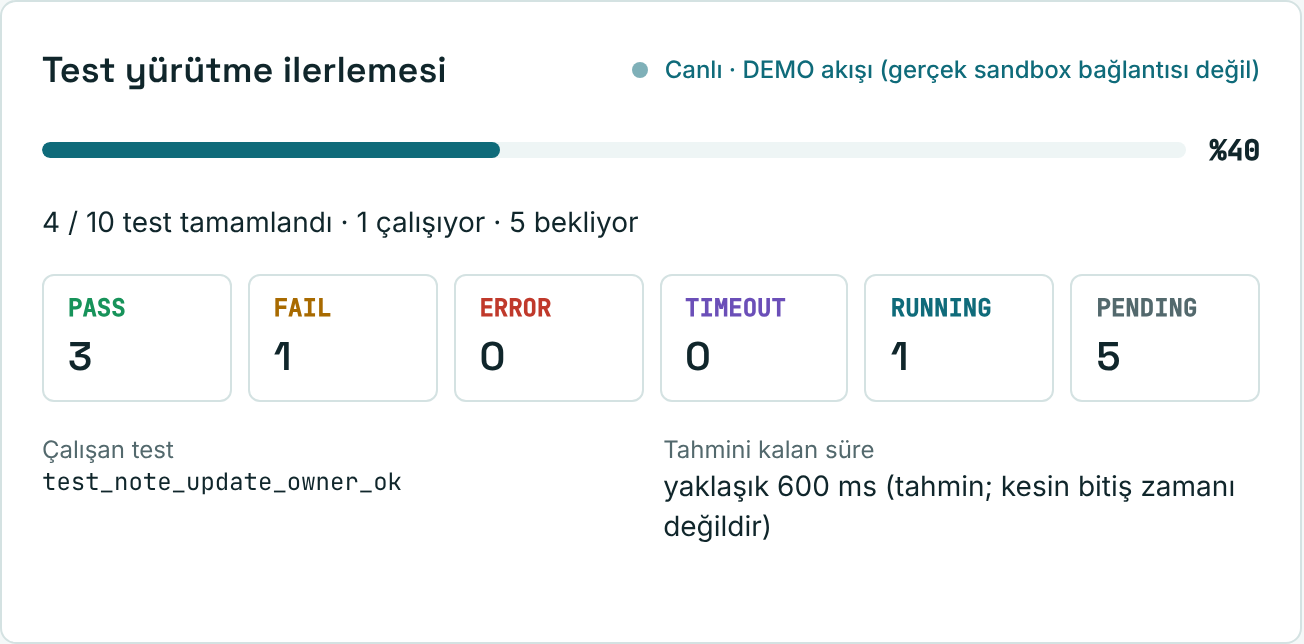 Test yürütme ilerlemesi
Canlı · DEMO akışı (gerçek sandbox bağlantısı değil)
%40
4 / 10 test tamamlandı · 1 çalışıyor · 5 bekliyor
PASS
3
FAIL
1
ERROR
0
TIMEOUT
0
RUNNING
1
PENDING
5
Çalışan test
test_note_update_owner_ok
Tahmini kalan süre
yaklaşık 600 ms (tahmin; kesin bitiş zamanı
değildir)